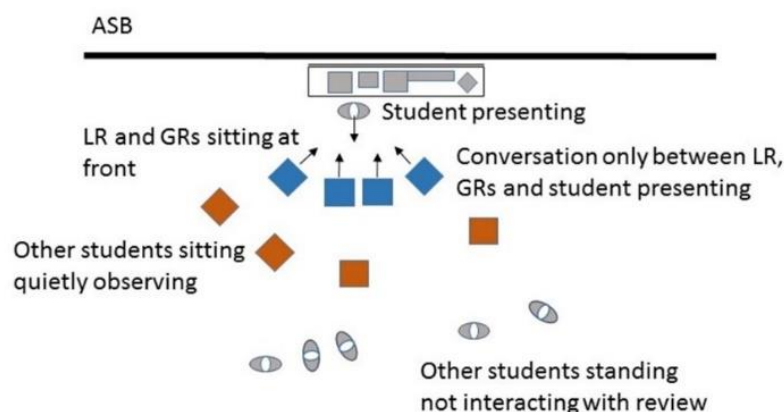 ASB
Student presenting
LR and GRs sitting at
front
Conversation only between LR,
GRs and student presenting
Other students sitting
quietly observing
Other students standing
not interacting with review